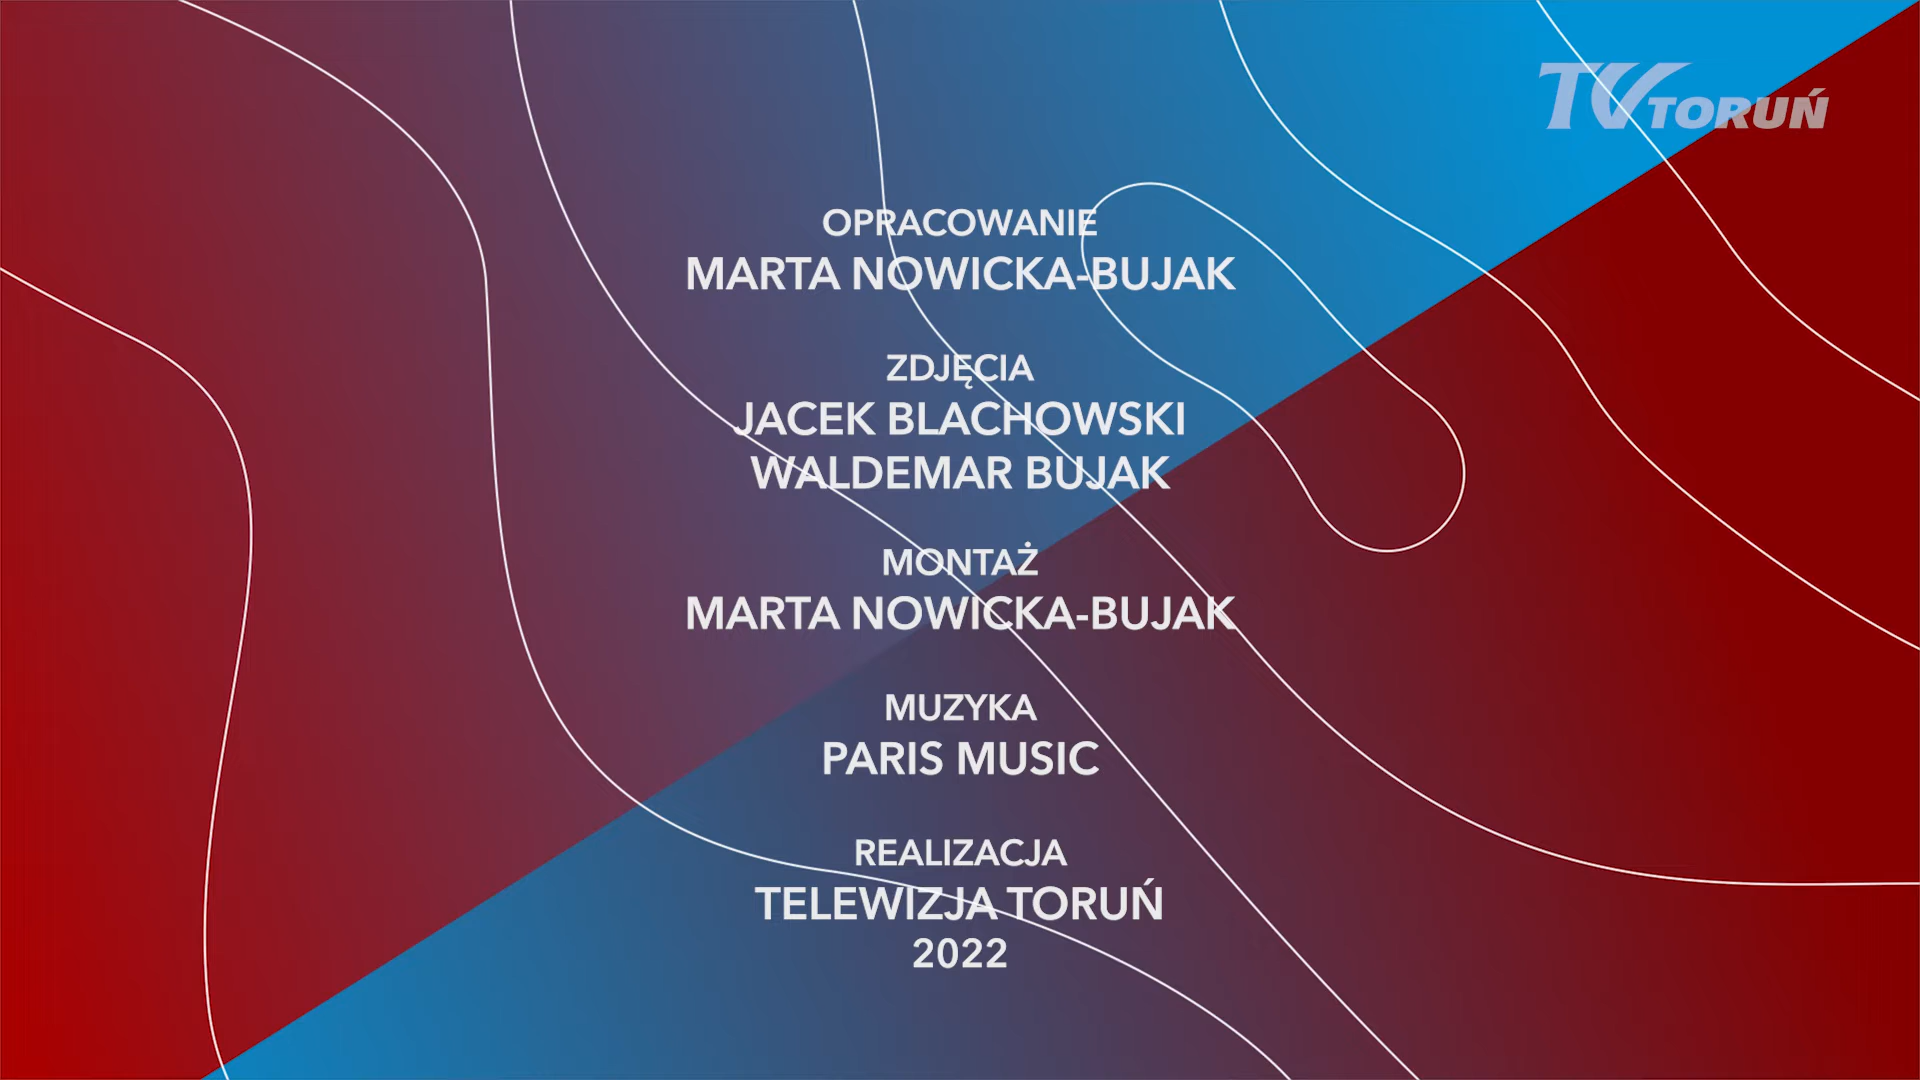 TV TORUŃ
OPRACOWANIE
MARTA NOWICKA-BUJAK
ZDJĘCIA
JACEK BLACHOWSKI
WALDEMAR BUJAK
MONTAŻ
MARTA NOWICKA-BUJAK
MUZYKA
PARIS MUSIC
REALIZACJA
TELEWIZJA TORUŃ
2022